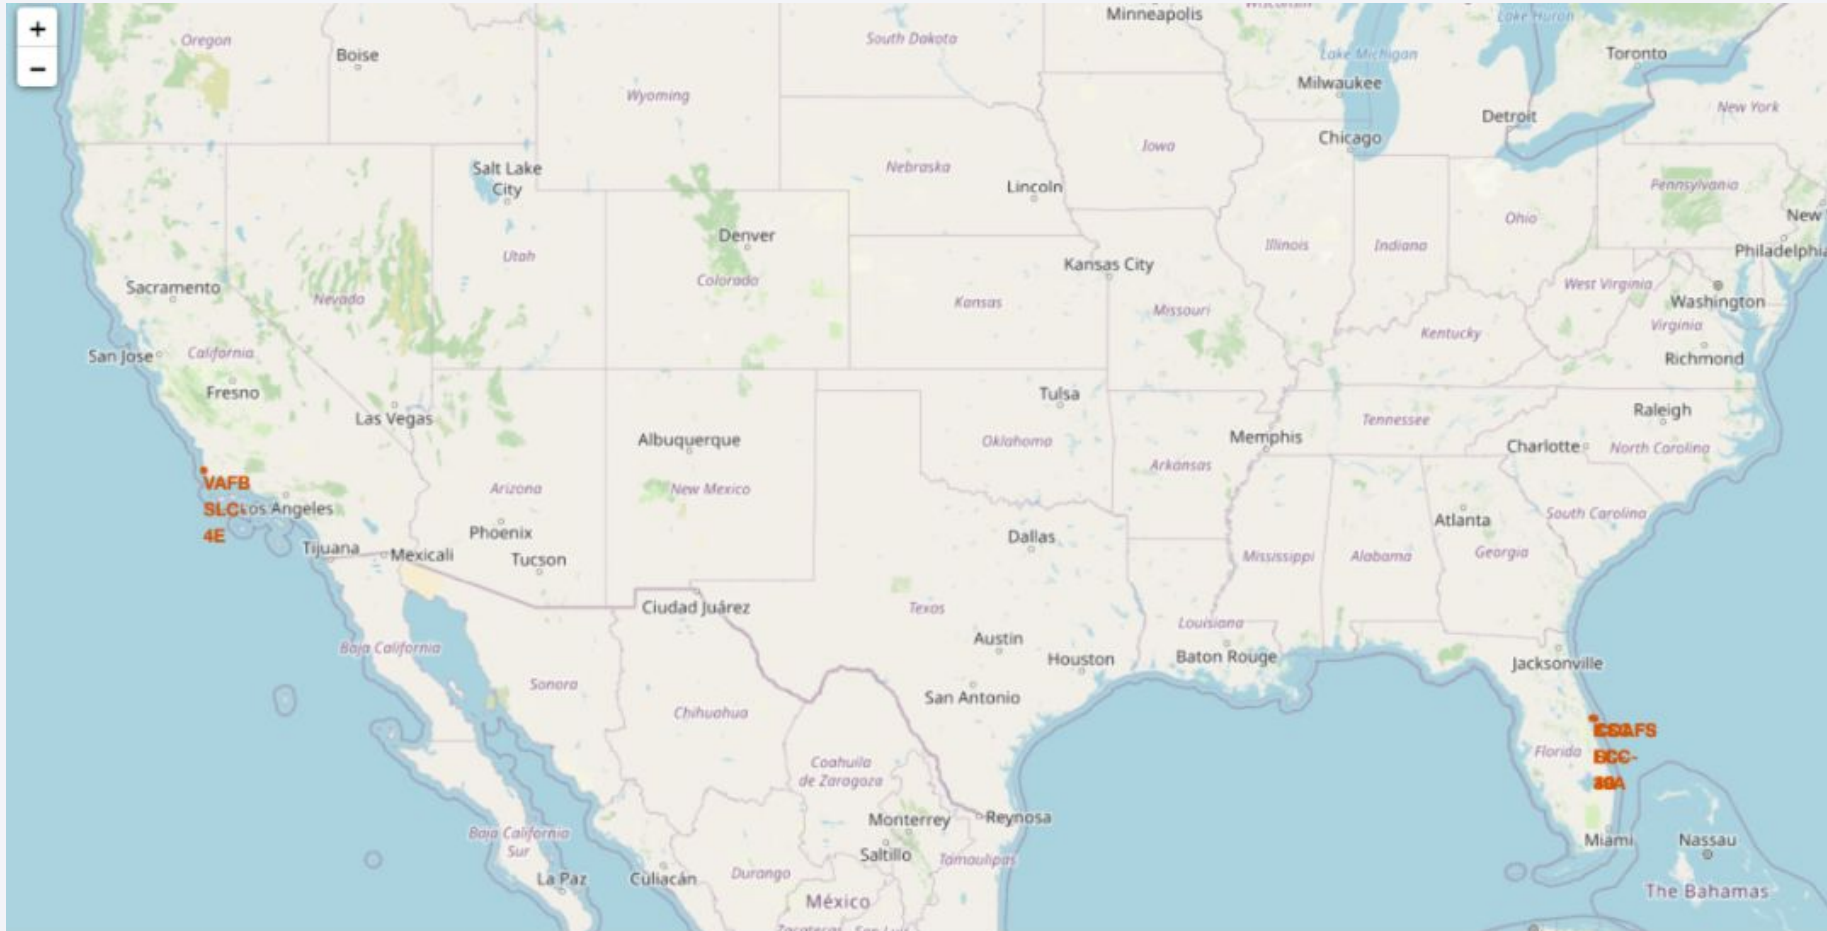 +
−
Oregon
Boise
Wyoming
South Dakota
Minneapolis
Wisconsin
Lake Michigan
Lake Huron
Toronto
Milwaukee
Detroit
New York
Chicago
Iowa
Nebraska
Lincoln
Salt Lake
City
Pennsylvania
New
Philadelphia
Ohio
Indiana
Illinois
Denver
Utah
Colorado
Kansas City
Kansas
Missouri
West Virginia
Washington
Virginia
Richmond
Kentucky
Sacramento
Nevada
San Jose
California
Fresno
Las Vegas
Tulsa
Albuquerque
Oklahoma
Memphis
Tennessee
Raleigh
Charlotte
North Carolina
Arkansas
VAFB
SLC-
4E
Los Angeles
Arizona
New Mexico
Phoenix
Tucson
Tijuana
Mexicali
Dallas
Atlanta
South Carolina
Mississippi
Alabama
Georgia
Ciudad Juárez
Texas
Louisiana
Austin
Houston
Baton Rouge
Jacksonville
San Antonio
Baja California
Sonora
Chihuahua
Coahuila
de Zaragoza
Florida
Monterrey
Reynosa
Saltillo
Tamaulipas
Miami
Nassau
The Bahamas
Baja California
Sur
La Paz
Culiacán
Durango
México